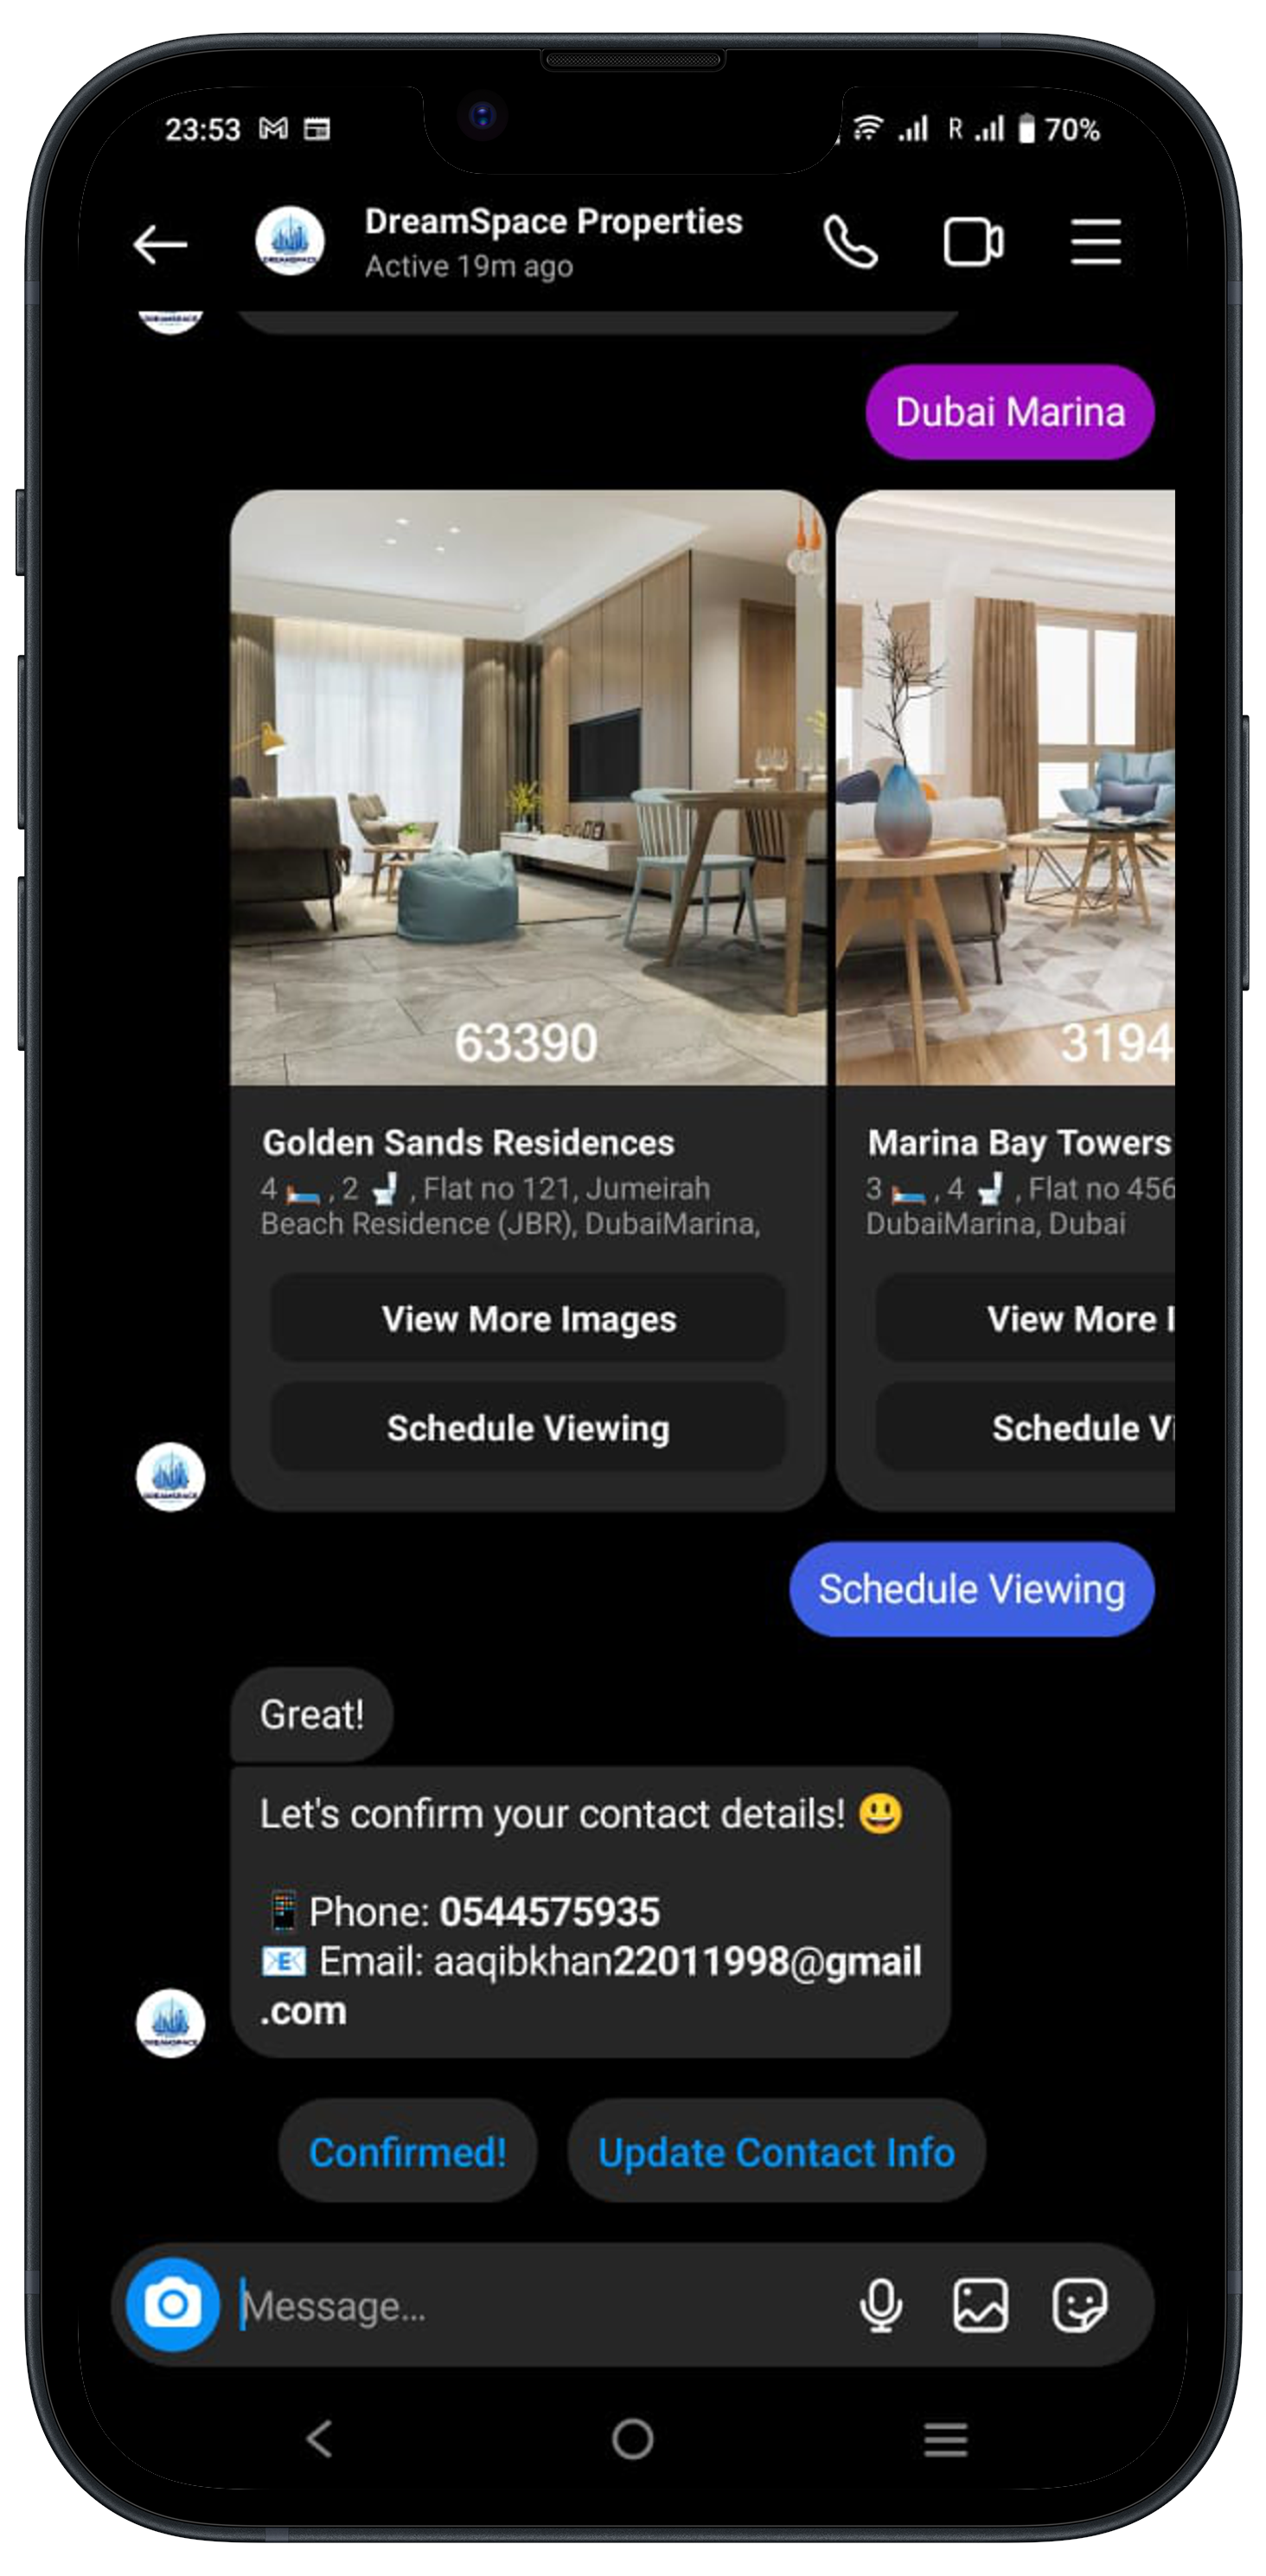 23:53 R 70%
DreamSpace Properties
Active 19m ago
Dubai Marina
63390
3194
Golden Sands Residences
4 🛏️ , 2 🚽 , Flat no 121, Jumeirah
Beach Residence (JBR), DubaiMarina,
View More Images
Schedule Viewing
Marina Bay Towers
3 🛏️ , 4 🚽 , Flat no 456
DubaiMarina, Dubai
View More
Schedule
Schedule Viewing
Great!
Let's confirm your contact details! 😃
📱 Phone: 0544575935
📧 Email: aaqibkhan22011998@gmail
.com
Confirmed!
Update Contact Info
Message...